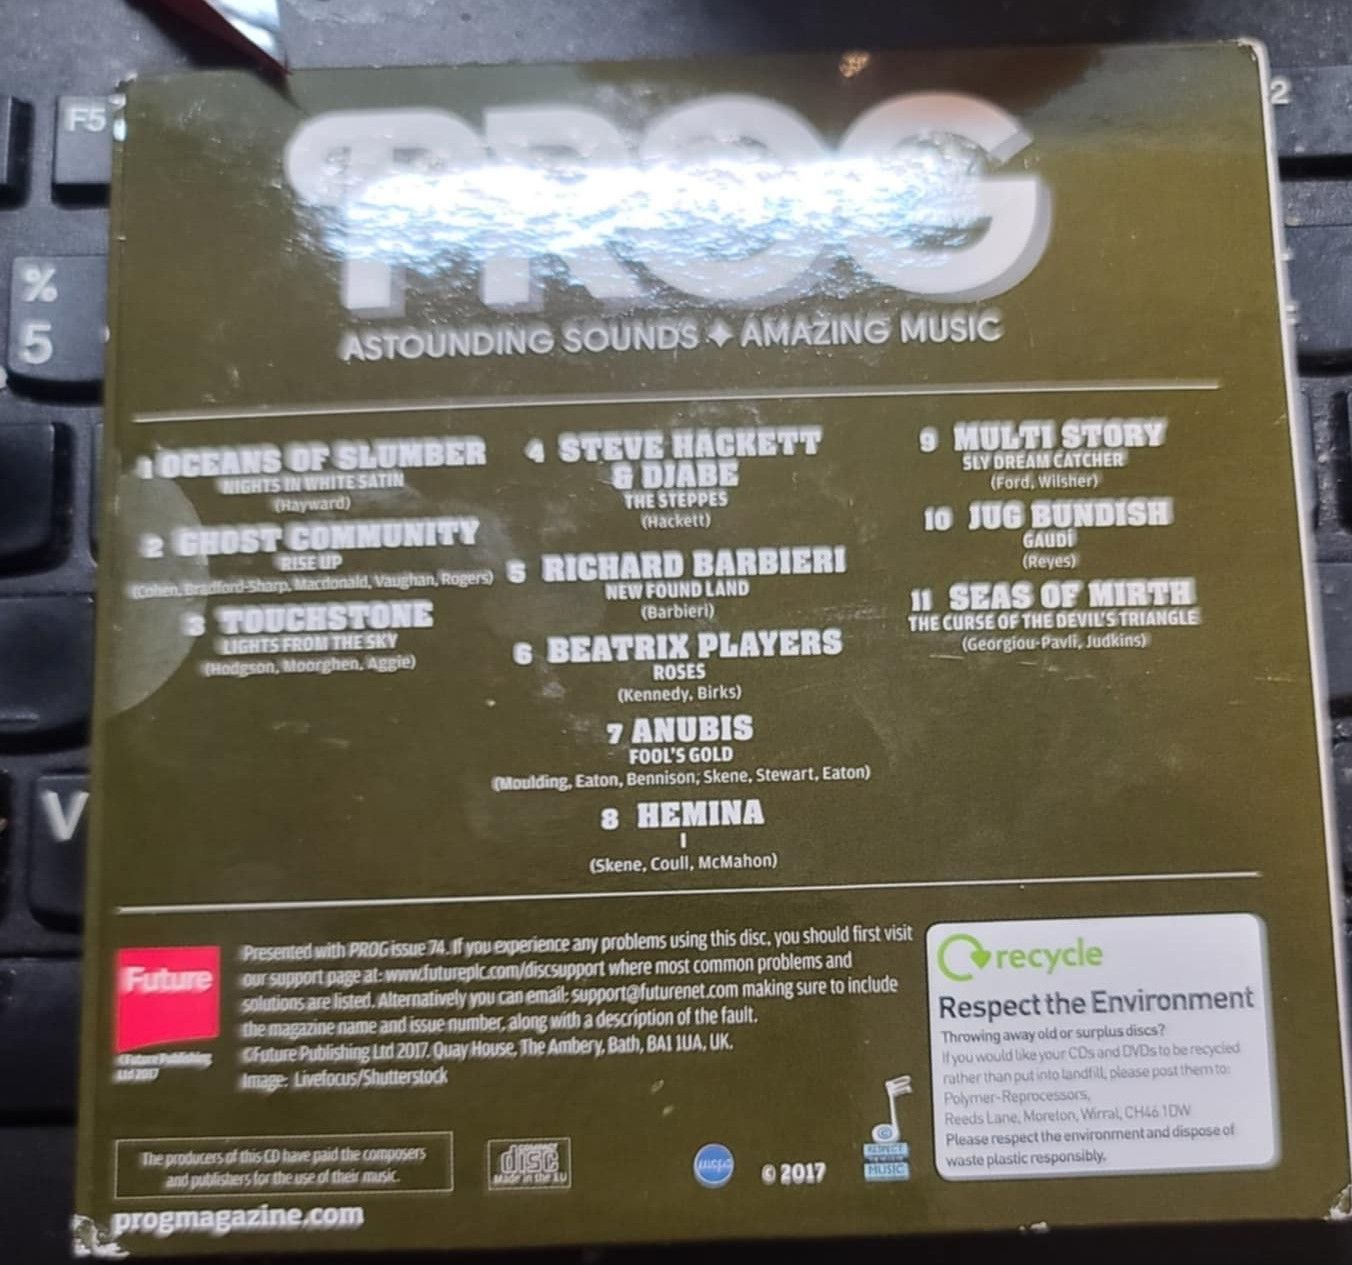 F5
2
%
5
V
PROG
ASTOUNDING SOUNDS ✦ AMAZING MUSIC
1 OCEANS OF SLUMBER
NIGHTS IN WHITE SATIN
(Hayward)
2 GHOST COMMUNITY
RISE UP
(Cohen, Bradford-Sharp, Macdonald, Vaughan, Rogers)
3 TOUCHSTONE
LIGHTS FROM THE SKY
(Hodgson, Moorghen, Aggie)
4 STEVE HACKETT
& DJABE
THE STEPPES
(Hackett)
5 RICHARD BARBIERI
NEW FOUND LAND
(Barbieri)
6 BEATRIX PLAYERS
ROSES
(Kennedy, Birks)
7 ANUBIS
FOOL'S GOLD
(Moulding, Eaton, Bennison, Skene, Stewart, Eaton)
8 HEMINA
I
(Skene, Coull, McMahon)
9 MULTI STORY
SLY DREAM CATCHER
(Ford, Wilsher)
10 JUG BUNDISH
GAUDÍ
(Reyes)
11 SEAS OF MIRTH
THE CURSE OF THE DEVIL'S TRIANGLE
(Georgiou-Pavli, Judkins)
Future
©Future Publishing
Ltd 2017
Presented with PROG issue 74. If you experience any problems using this disc, you should first visit
our support page at: www.futureplc.com/discsupport where most common problems and
solutions are listed. Alternatively you can email: support@futurenet.com making sure to include
the magazine name and issue number, along with a description of the fault.
©Future Publishing Ltd 2017, Quay House, The Ambery, Bath, BA1 1UA, UK.
Image: Livefocus/Shutterstock
recycle
Respect the Environment
Throwing away old or surplus discs?
If you would like your CDs and DVDs to be recycled
rather than put into landfill, please post them to:
Polymer-Reprocessors,
Reeds Lane, Moreton, Wirral, CH46 1DW
Please respect the environment and dispose of
waste plastic responsibly.
The producers of this CD have paid the composers
and publishers for the use of their music.
COMPACT
disc
Made in the EU
mcps
© 2017
RESPECT
MUSIC
progmagazine.com